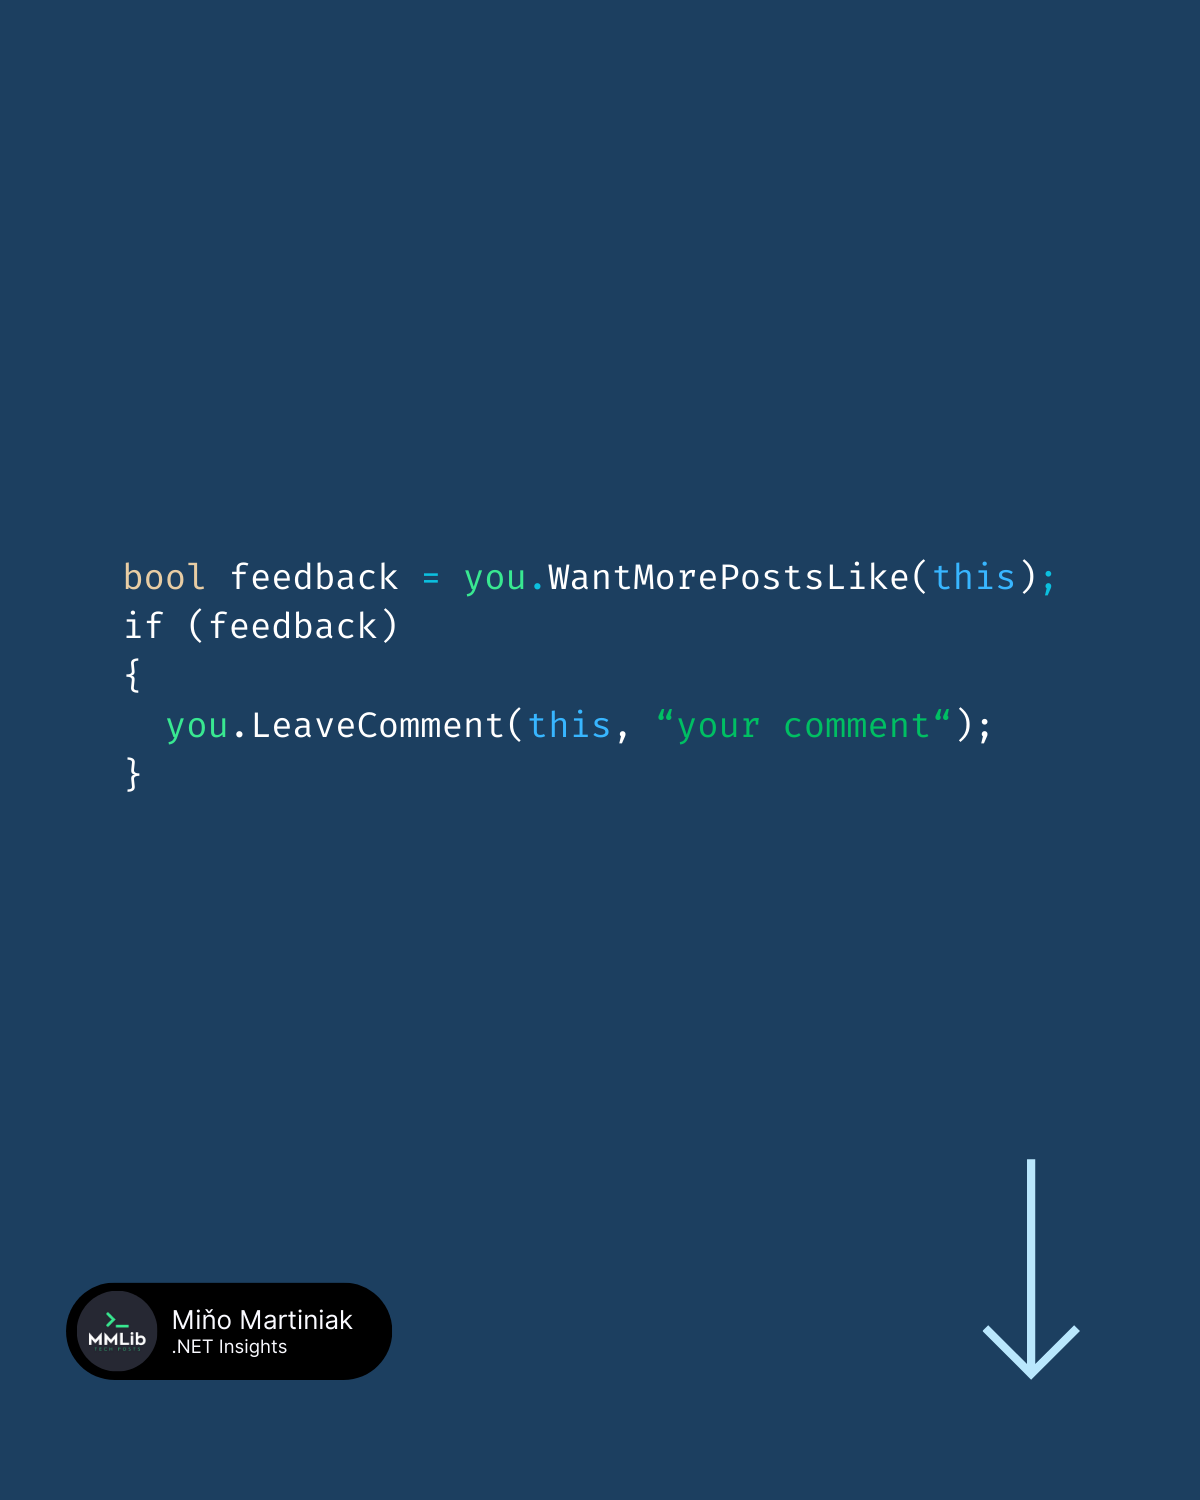 bool feedback = you.WantMorePostsLike(this);
if (feedback)
{
  you.LeaveComment(this, “your comment“);
}
>_
MMLib
TECH POSTS
Miňo Martiniak
.NET Insights